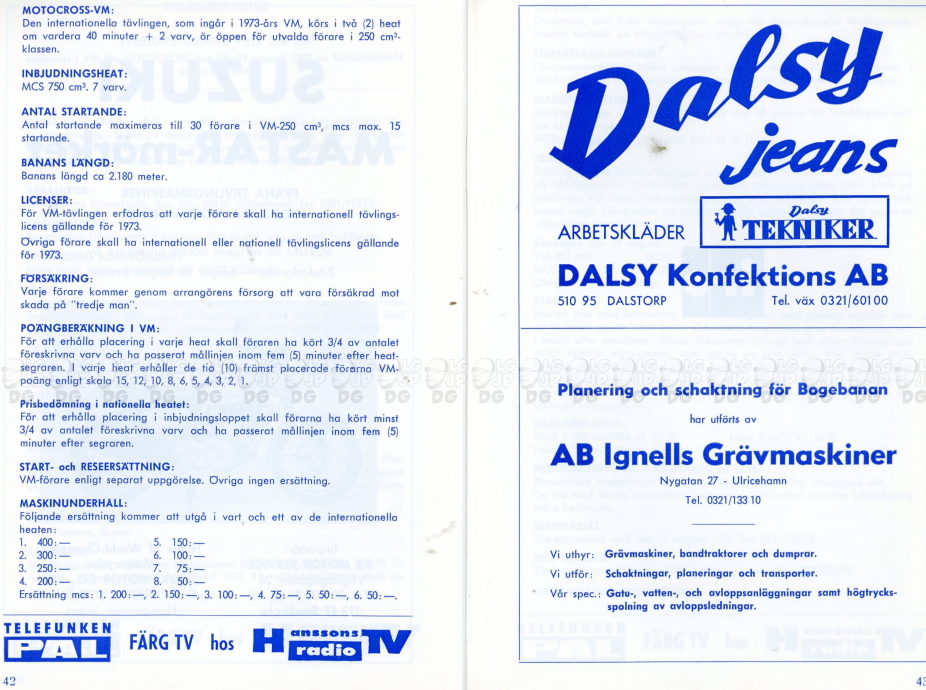 MOTOCROSS-VM:
Den internationella tävlingen, som ingår i 1973-års VM, körs i två (2) heat
om vardera 40 minuter + 2 varv, är öppen för utvalda förare i 250 cm³-
klassen.
INBJUDNINGSHEAT:
MCS 750 cm³. 7 varv.
ANTAL STARTANDE:
Antal startande maximeras till 30 förare i VM-250 cm³, mcs max. 15
startande.
BANANS LÄNGD:
Banans längd ca 2.180 meter.
LICENSER:
För VM-tävlingen erfodras att varje förare skall ha internationell tävlings-
licens gällande för 1973.
Övriga förare skall ha internationell eller nationell tävlingslicens gällande
för 1973.
FÖRSÄKRING:
Varje förare kommer genom arrangörens försorg att vara försäkrad mot
skada på "tredje man".
POÄNGBERÄKNING I VM:
För att erhålla placering i varje heat skall föraren ha kört 3/4 av antalet
föreskrivna varv och ha passerat mållinjen inom fem (5) minuter efter heat-
segraren. I varje heat erhåller de tio (10) främst placerade förarna VM-
poäng enligt skala 15, 12, 10, 8, 6, 5, 4, 3, 2, 1.
Prisbedömning i nationella heatet:
För att erhålla placering i inbjudningsloppet skall förarna ha kört minst
3/4 av antalet föreskrivna varv och ha passerat mållinjen inom fem (5)
minuter efter segraren.
START- och RESEERSÄTTNING:
VM-förare enligt separat uppgörelse. Övriga ingen ersättning.
MASKINUNDERHÅLL:
Följande ersättning kommer att utgå i vart och ett av de internationella
heaten:
1. 400:— 5. 150:—
2. 300:— 6. 100:—
3. 250:— 7. 75:—
4. 200:— 8. 50:—
Ersättning mcs: 1. 200:—, 2. 150:—, 3. 100:—, 4. 75:—, 5. 50:—, 6. 50:—.
TELEFUNKEN
PAL
FÄRG TV hos
Hanssons
radio TV
42
Dalsy
jeans
ARBETSKLÄDER
Dalsy
TEKNIKER
DALSY Konfektions AB
510 95 DALSTORP Tel. väx 0321/601 00
Planering och schaktning för Bogebanan
har utförts av
AB Ignells Grävmaskiner
Nygatan 27 - Ulricehamn
Tel. 0321/133 10
Vi uthyr: Grävmaskiner, bandtraktorer och dumprar.
Vi utför: Schaktningar, planeringar och transporter.
Vår spec.: Gatu-, vatten-, och avloppsanläggningar samt högtrycks-
spolning av avloppsledningar.
43